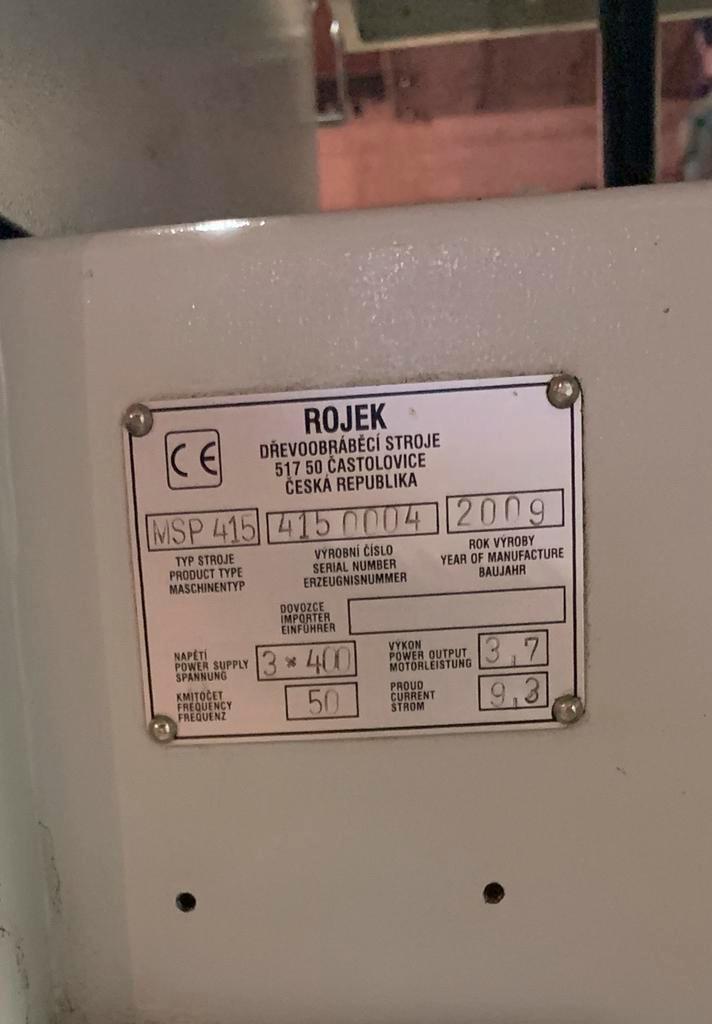 ROJEK
CE
DŘEVOOBRÁBĚCÍ STROJE
517 50 ČASTOLOVICE
ČESKÁ REPUBLIKA
MSP 415
415 0004
2009
TYP STROJE
PRODUCT TYPE
MASCHINENTYP
VÝROBNÍ ČÍSLO
SERIAL NUMBER
ERZEUGNISNUMMER
ROK VÝROBY
YEAR OF MANUFACTURE
BAUJAHR
DOVOZCE
IMPORTER
EINFÜHRER
NAPĚTÍ
POWER SUPPLY
SPANNUNG
3 * 400
VÝKON
POWER OUTPUT
MOTORLEISTUNG
3,7
KMITOČET
FREQUENCY
FREQUENZ
50
PROUD
CURRENT
STROM
9,3